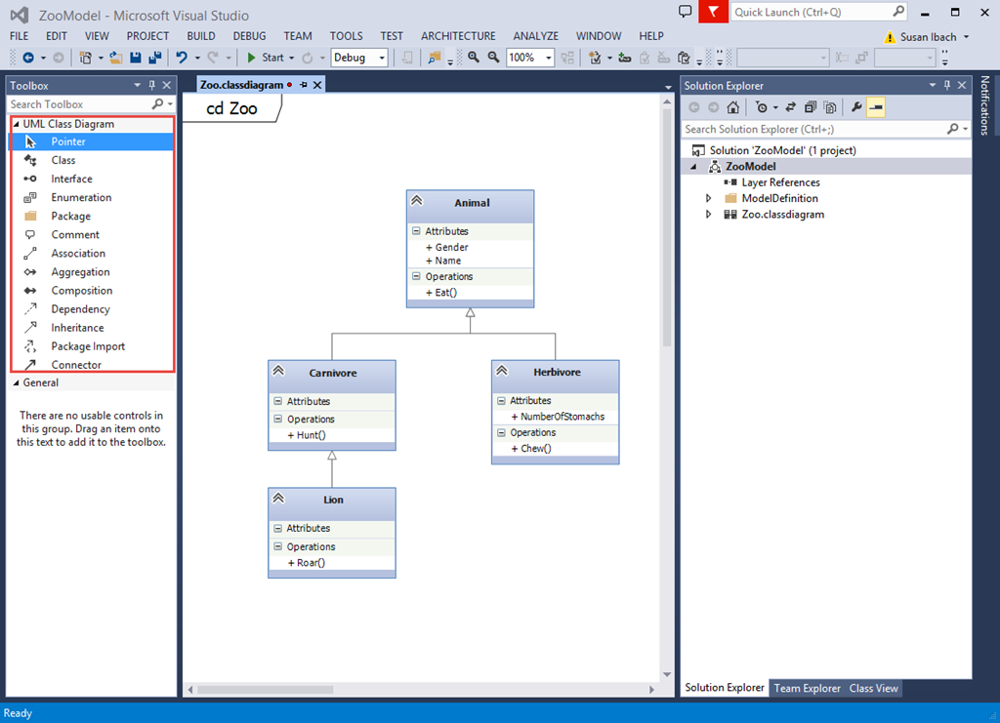 ZooModel - Microsoft Visual Studio
Quick Launch (Ctrl+Q)
FILE EDIT VIEW PROJECT BUILD DEBUG TEAM TOOLS TEST ARCHITECTURE ANALYZE WINDOW HELP
Susan Ibach
Start Debug 100%
Toolbox
Search Toolbox
UML Class Diagram
Pointer
Class
Interface
Enumeration
Package
Comment
Association
Aggregation
Composition
Dependency
Inheritance
Package Import
Connector
General
There are no usable controls in
this group. Drag an item onto
this text to add it to the toolbox.
Zoo.classdiagram
cd Zoo
Animal
Attributes
+ Gender
+ Name
Operations
+ Eat()
Carnivore
Attributes
Operations
+ Hunt()
Herbivore
Attributes
+ NumberOfStomachs
Operations
+ Chew()
Lion
Attributes
Operations
+ Roar()
Solution Explorer
Search Solution Explorer (Ctrl+;)
Solution 'ZooModel' (1 project)
ZooModel
Layer References
ModelDefinition
Zoo.classdiagram
Solution Explorer Team Explorer Class View
Notifications
Ready